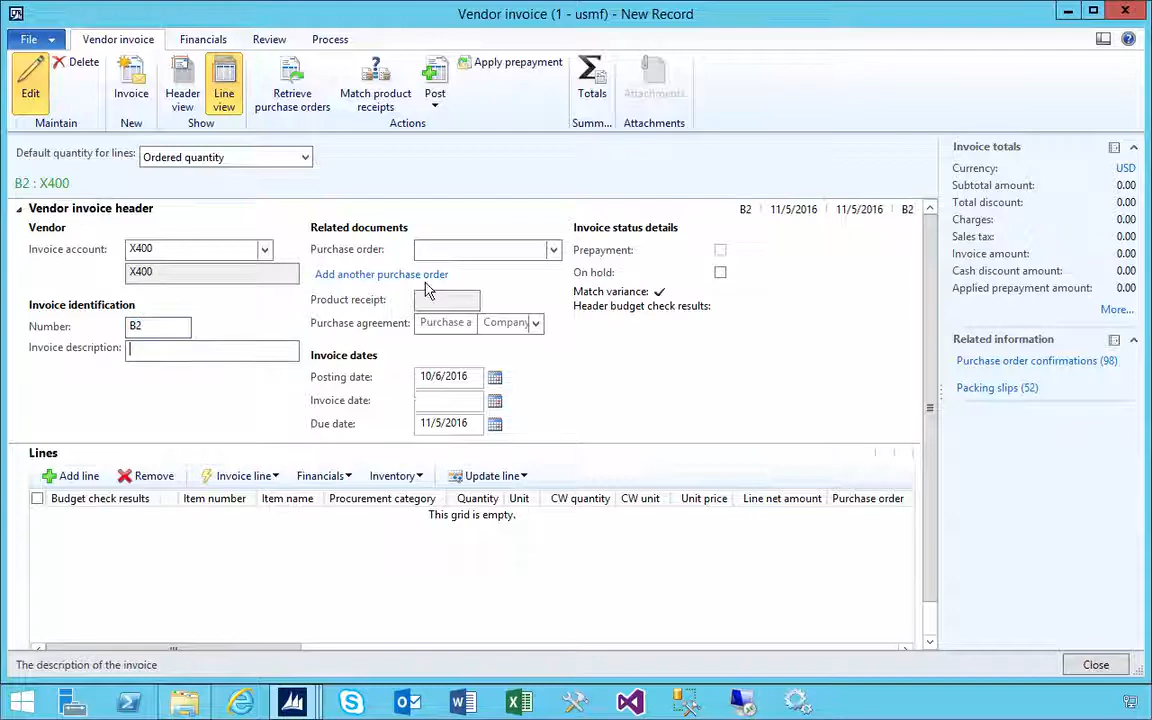 Vendor invoice (1 - usmf) - New Record
File
Vendor invoice
Financials
Review
Process
Edit
Delete
Invoice
Header view
Line view
Retrieve purchase orders
Match product receipts
Post
Apply prepayment
Totals
Attachments
Maintain
New
Show
Actions
Summ...
Attachments
Default quantity for lines:
Ordered quantity
B2 : X400
Vendor invoice header
B2
11/5/2016
11/5/2016
B2
Vendor
Invoice account:
X400
X400
Invoice identification
Number:
B2
Invoice description:
Related documents
Purchase order:
Add another purchase order
Product receipt:
Purchase agreement:
Purchase a
Company
Invoice dates
Posting date:
10/6/2016
Invoice date:
Due date:
11/5/2016
Invoice status details
Prepayment:
On hold:
Match variance:
Header budget check results:
Lines
Add line
Remove
Invoice line
Financials
Inventory
Update line
Budget check results
Item number
Item name
Procurement category
Quantity
Unit
CW quantity
CW unit
Unit price
Line net amount
Purchase order
This grid is empty.
Invoice totals
Currency: USD
Subtotal amount: 0.00
Total discount: 0.00
Charges: 0.00
Sales tax: 0.00
Invoice amount: 0.00
Cash discount amount: 0.00
Applied prepayment amount: 0.00
More...
Related information
Purchase order confirmations (98)
Packing slips (52)
The description of the invoice
Close